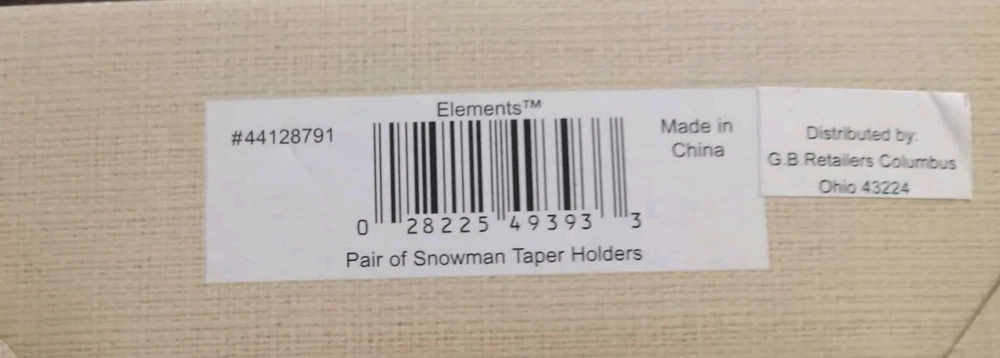 Elements™
#44128791
Made in
China
0 28225 49393 3
Pair of Snowman Taper Holders
Distributed by:
G.B.Retailers Columbus
Ohio 43224